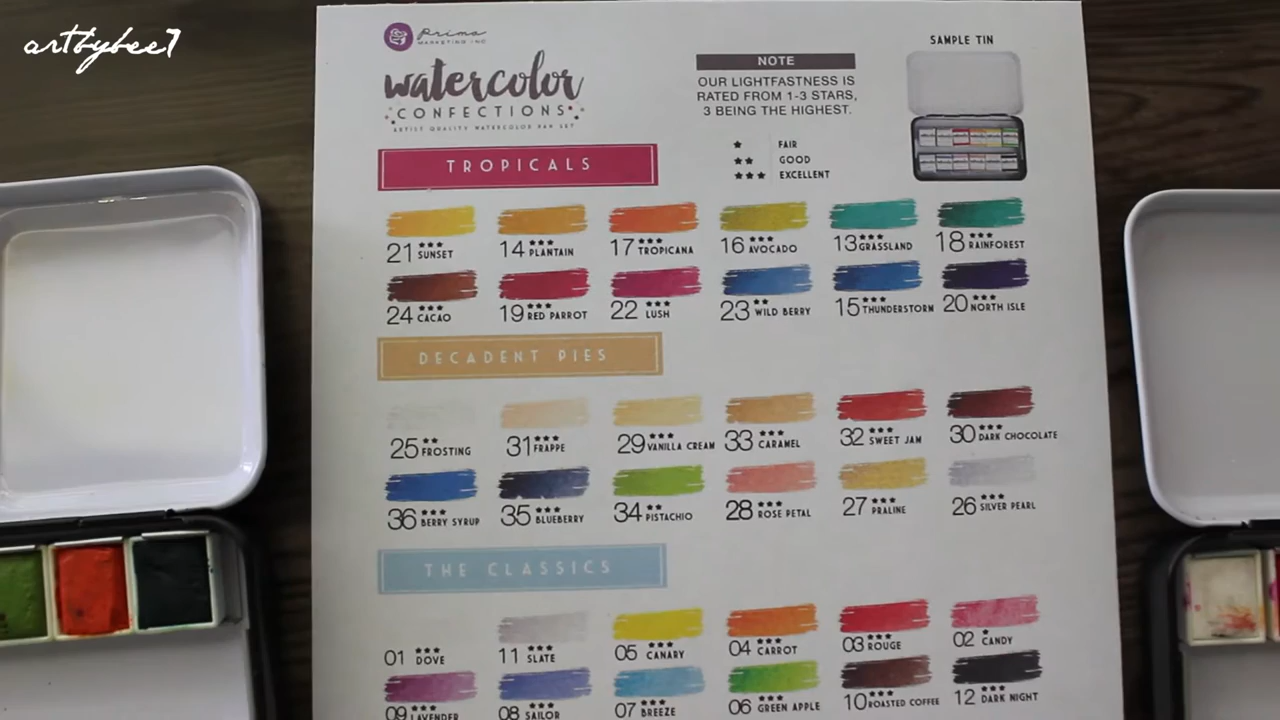 artbybee7
Prima
MARKETING INC
watercolor
CONFECTIONS
ARTIST QUALITY WATERCOLOR PAN SET
NOTE
OUR LIGHTFASTNESS IS
RATED FROM 1-3 STARS,
3 BEING THE HIGHEST.
★ FAIR
★★ GOOD
★★★ EXCELLENT
SAMPLE TIN
TROPICALS
21 ★★★ SUNSET 14 ★★★ PLANTAIN 17 ★★★ TROPICANA 16 ★★★ AVOCADO 13 ★★★ GRASSLAND 18 ★★★ RAINFOREST
24 ★★★ CACAO 19 ★★★ RED PARROT 22 ★★★ LUSH 23 ★★ WILD BERRY 15 ★★★ THUNDERSTORM 20 ★★★ NORTH ISLE
DECADENT PIES
25 ★★ FROSTING 31 ★★★ FRAPPE 29 ★★★ VANILLA CREAM 33 ★★★ CARAMEL 32 ★★★ SWEET JAM 30 ★★★ DARK CHOCOLATE
36 ★★★ BERRY SYRUP 35 ★★★ BLUEBERRY 34 ★★ PISTACHIO 28 ★★★ ROSE PETAL 27 ★★★ PRALINE 26 ★★★ SILVER PEARL
THE CLASSICS
01 DOVE 11 ★★★ SLATE 05 ★★★ CANARY 04 ★★★ CARROT 03 ★★★ ROUGE 02 ★ CANDY
09 ★★★ LAVENDER 08 ★★★ SAILOR 07 ★★★ BREEZE 06 ★★★ GREEN APPLE 10 ★★★ ROASTED COFFEE 12 ★★★ DARK NIGHT